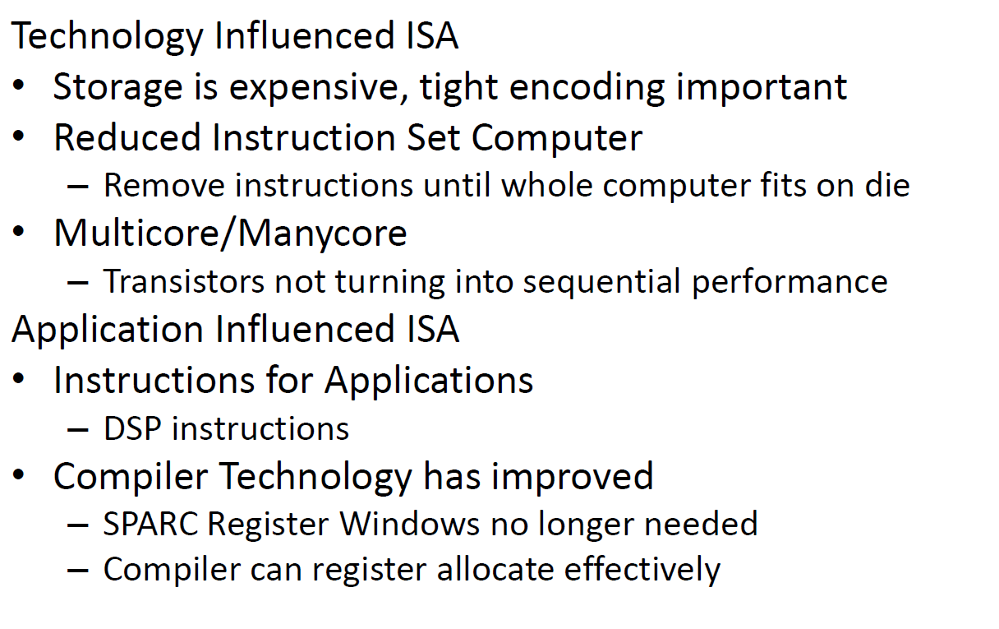 Technology Influenced ISA
• Storage is expensive, tight encoding important
• Reduced Instruction Set Computer
– Remove instructions until whole computer fits on die
• Multicore/Manycore
– Transistors not turning into sequential performance
Application Influenced ISA
• Instructions for Applications
– DSP instructions
• Compiler Technology has improved
– SPARC Register Windows no longer needed
– Compiler can register allocate effectively